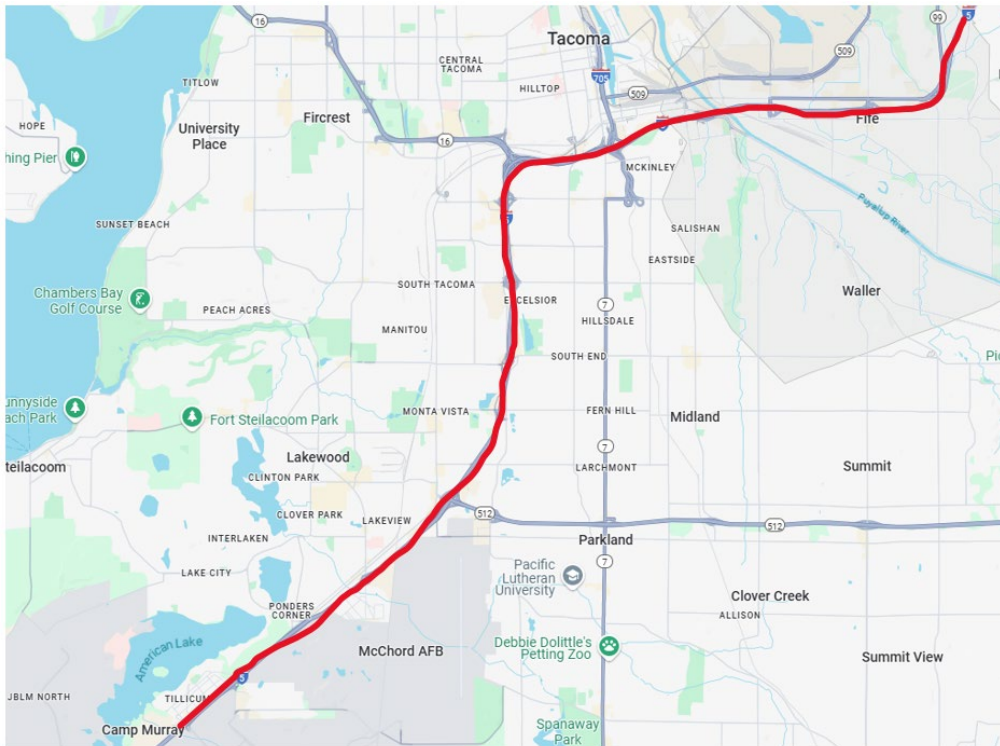 16
99
5
Tacoma
705
509
CENTRAL
TACOMA
TITLOW
HILLTOP
509
HOPE
University
Place
Fircrest
16
Fife
hing Pier
MCKINLEY
Puyallup River
SUNSET BEACH
5
SALISHAN
EASTSIDE
SOUTH TACOMA
Chambers Bay
Golf Course
PEACH ACRES
EXCELSIOR
Waller
7
HILLSDALE
MANITOU
SOUTH END
unnyside
ach Park
MONTA VISTA
FERN HILL
Midland
Fort Steilacoom Park
7
teilacoom
Lakewood
LARCHMONT
Summit
CLINTON PARK
CLOVER PARK
LAKEVIEW
512
512
INTERLAKEN
Parkland
7
LAKE CITY
Pacific
Lutheran
University
Clover Creek
PONDERS
CORNER
ALLISON
American Lake
McChord AFB
Debbie Dolittle's
Petting Zoo
Summit View
5
JBLM NORTH
TILLICUM
Camp Murray
Spanaway
Park